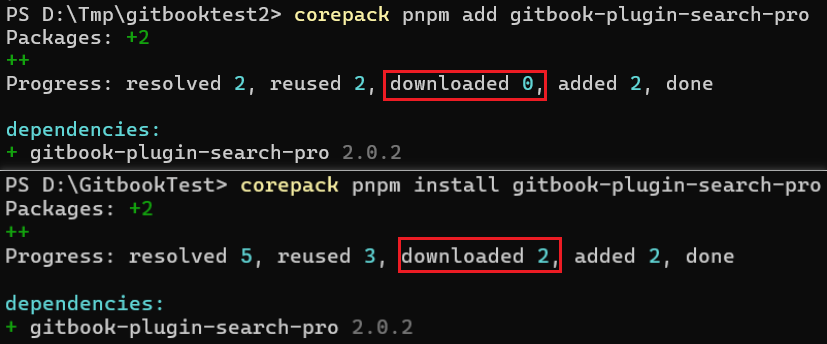 PS D:\Tmp\gitbooktest2> corepack pnpm add gitbook-plugin-search-pro
Packages: +2
++
Progress: resolved 2, reused 2, downloaded 0, added 2, done
dependencies:
+ gitbook-plugin-search-pro 2.0.2
PS D:\GitbookTest> corepack pnpm install gitbook-plugin-search-pro
Packages: +2
++
Progress: resolved 5, reused 3, downloaded 2, added 2, done
dependencies:
+ gitbook-plugin-search-pro 2.0.2